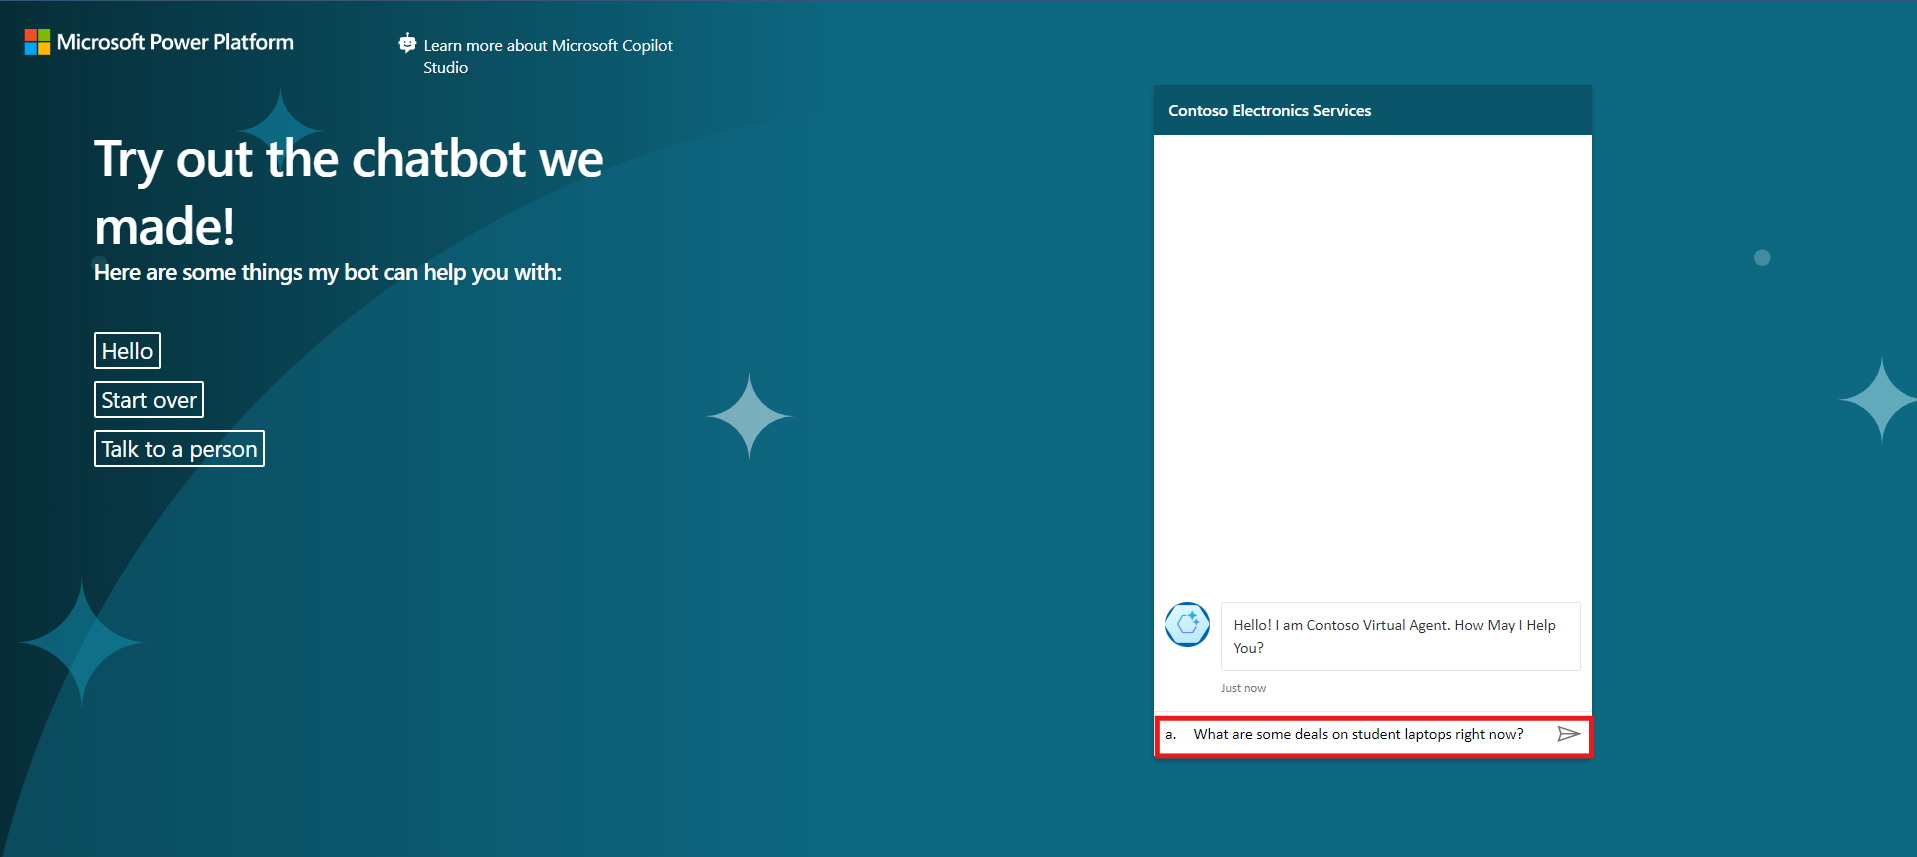 Microsoft Power Platform
Learn more about Microsoft Copilot
Studio
Try out the chatbot we
made!
Here are some things my bot can help you with:
Hello
Start over
Talk to a person
Contoso Electronics Services
Hello! I am Contoso Virtual Agent. How May I Help
You?
Just now
a. What are some deals on student laptops right now?